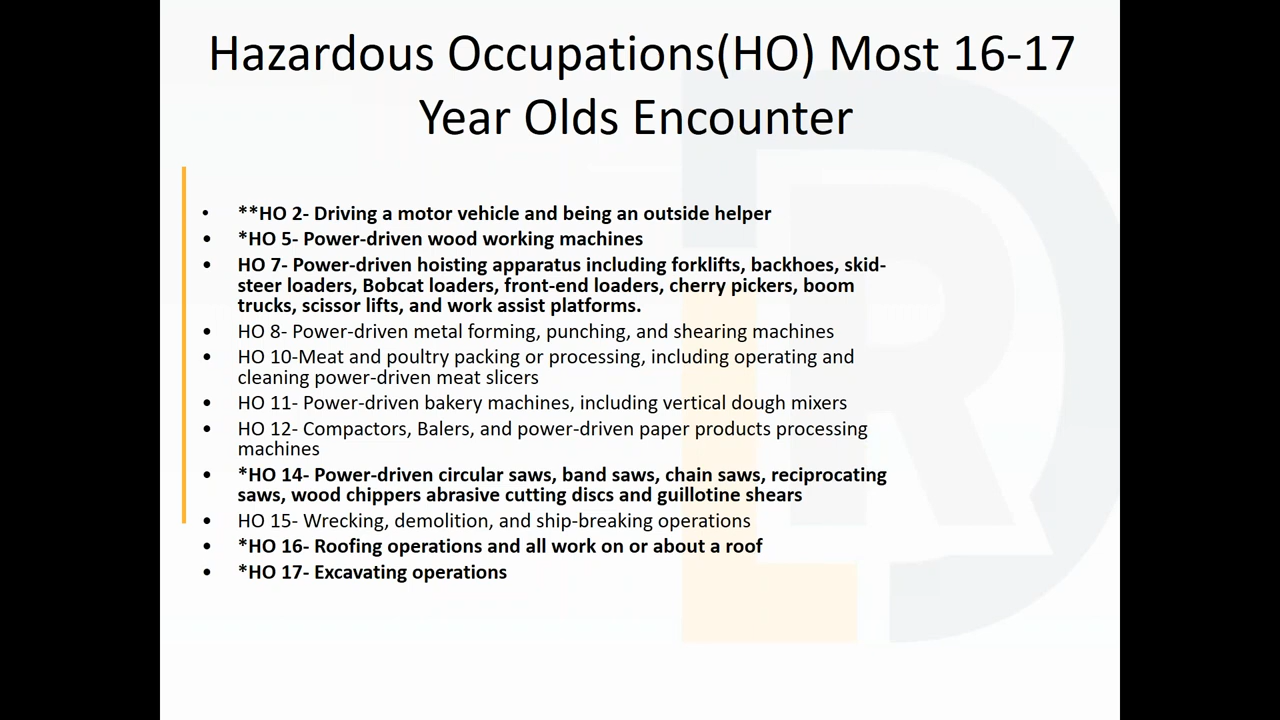 Hazardous Occupations(HO) Most 16-17
Year Olds Encounter
• **HO 2- Driving a motor vehicle and being an outside helper
• *HO 5- Power-driven wood working machines
• HO 7- Power-driven hoisting apparatus including forklifts, backhoes, skid-
steer loaders, Bobcat loaders, front-end loaders, cherry pickers, boom
trucks, scissor lifts, and work assist platforms.
• HO 8- Power-driven metal forming, punching, and shearing machines
• HO 10-Meat and poultry packing or processing, including operating and
cleaning power-driven meat slicers
• HO 11- Power-driven bakery machines, including vertical dough mixers
• HO 12- Compactors, Balers, and power-driven paper products processing
machines
• *HO 14- Power-driven circular saws, band saws, chain saws, reciprocating
saws, wood chippers abrasive cutting discs and guillotine shears
• HO 15- Wrecking, demolition, and ship-breaking operations
• *HO 16- Roofing operations and all work on or about a roof
• *HO 17- Excavating operations